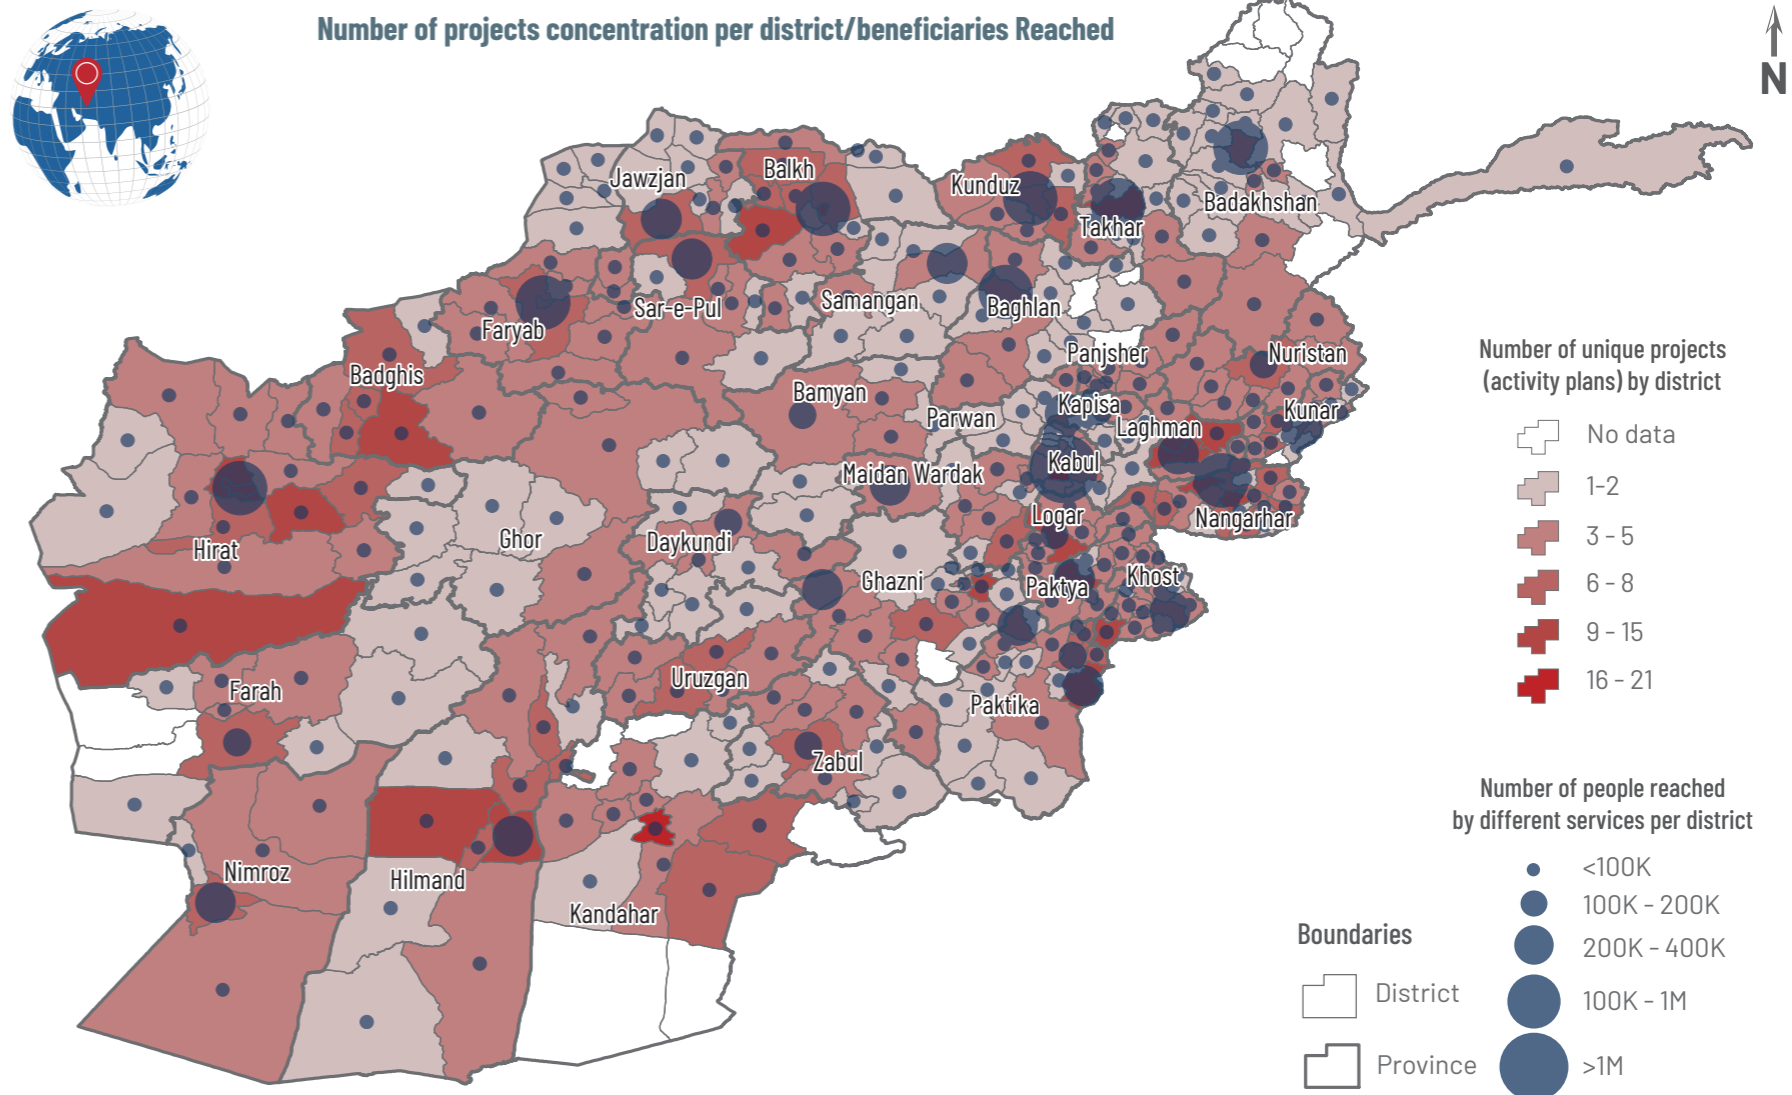 Number of projects concentration per district/beneficiaries Reached
N
Balkh
Jawzjan
Kunduz
Badakhshan
Takhar
Samangan
Sar-e-Pul
Baghlan
Faryab
Panjsher
Nuristan
Badghis
Bamyan
Kapisa
Kunar
Parwan
Laghman
Kabul
Maidan Wardak
Logar
Nangarhar
Ghor
Daykundi
Hirat
Khost
Ghazni
Paktya
Uruzgan
Farah
Paktika
Zabul
Nimroz
Hilmand
Kandahar
Number of unique projects
(activity plans) by district
No data
1-2
3 - 5
6 - 8
9 - 15
16 - 21
Number of people reached
by different services per district
<100K
100K - 200K
200K - 400K
100K - 1M
>1M
Boundaries
District
Province